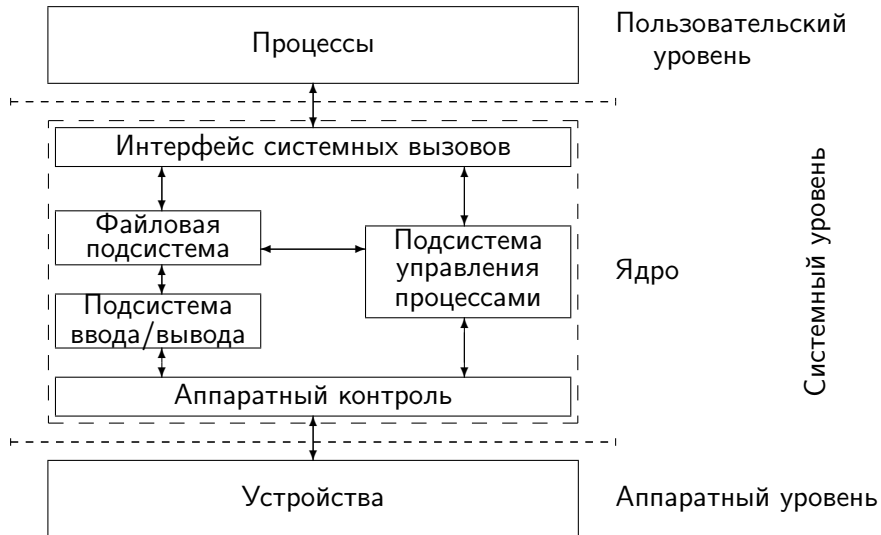 Процессы
Пользовательский
уровень
Интерфейс системных вызовов
Файловая
подсистема
Подсистема
управления
процессами
Подсистема
ввода/вывода
Аппаратный контроль
Ядро
Системный уровень
Устройства
Аппаратный уровень